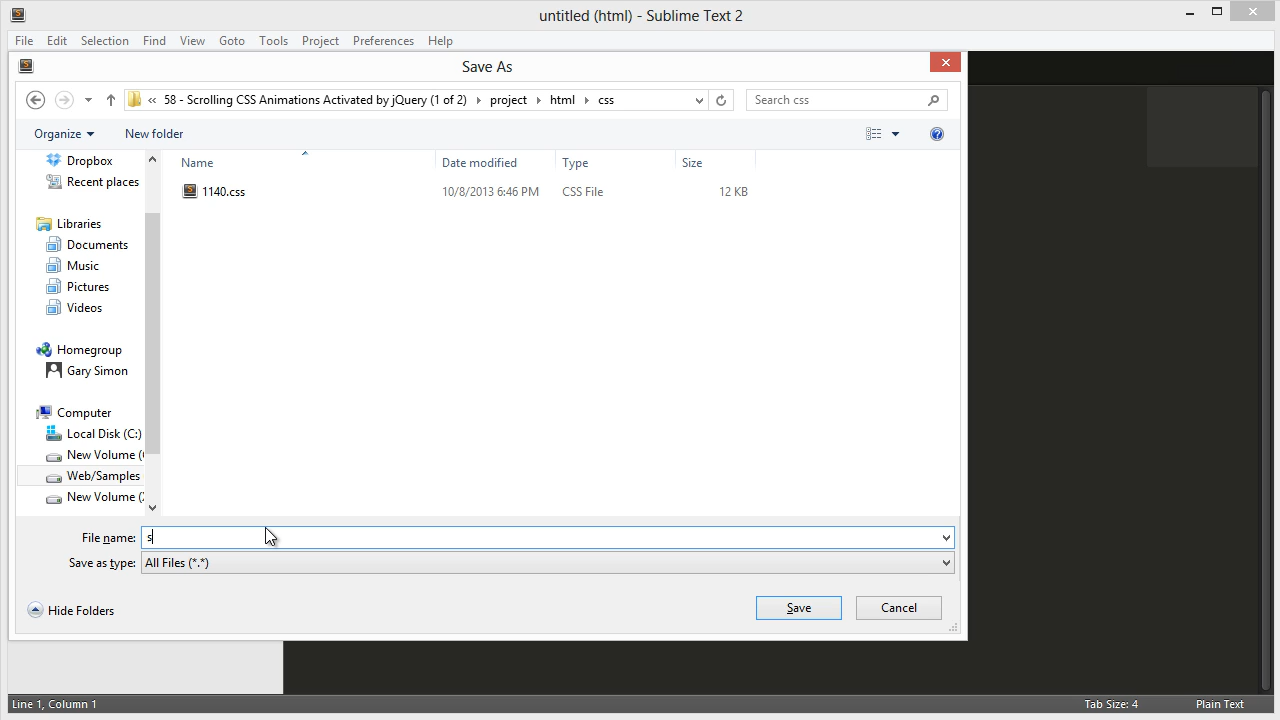 untitled (html) - Sublime Text 2
File Edit Selection Find View Goto Tools Project Preferences Help
Save As
« 58 - Scrolling CSS Animations Activated by jQuery (1 of 2) project html css
Search css
Organize New folder
Name Date modified Type Size
1140.css 10/8/2013 6:46 PM CSS File 12 KB
Dropbox
Recent places
Libraries
Documents
Music
Pictures
Videos
Homegroup
Gary Simon
Computer
Local Disk (C:)
New Volume (
Web/Samples
New Volume (
File name: s
Save as type: All Files (*.*)
Hide Folders
Save Cancel
Line 1, Column 1 Tab Size: 4 Plain Text